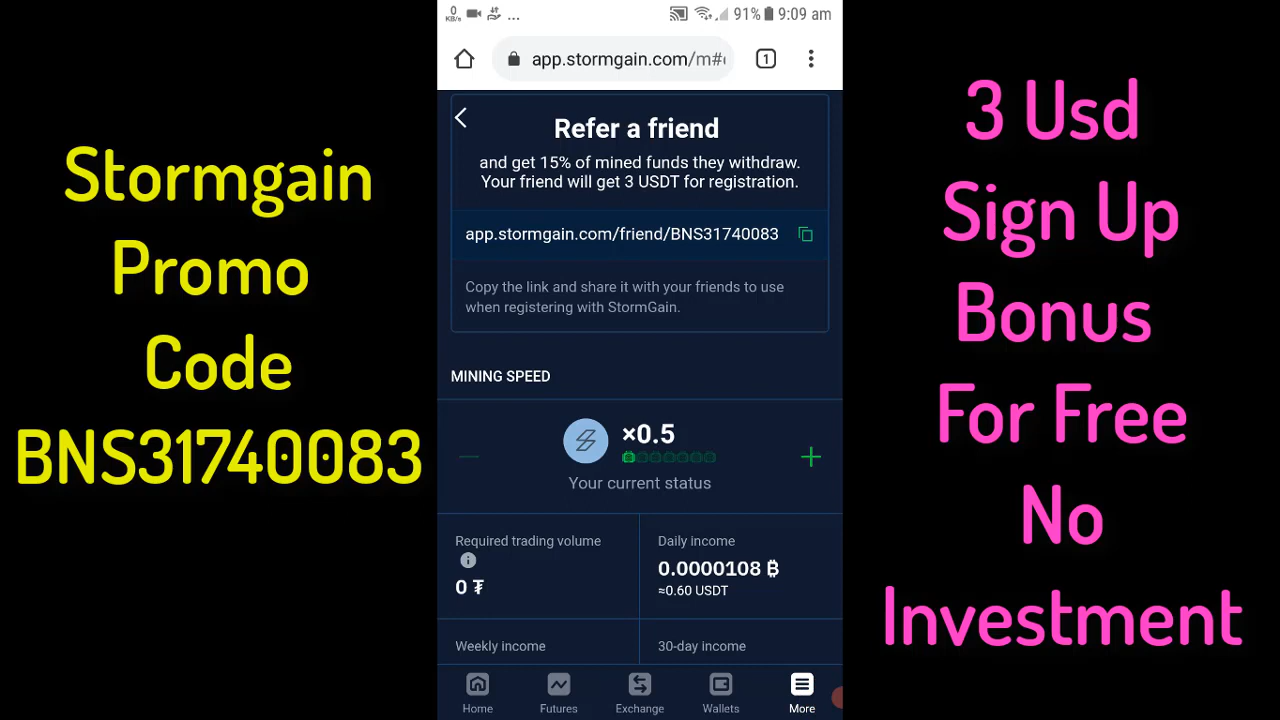 Stormgain
Promo
Code
BNS31740083
0
KB/s
...
91%
9:09 am
app.stormgain.com/m#
1
Refer a friend
and get 15% of mined funds they withdraw.
Your friend will get 3 USDT for registration.
app.stormgain.com/friend/BNS31740083
Copy the link and share it with your friends to use
when registering with StormGain.
MINING SPEED
×0.5
Your current status
Required trading volume
0 ₮
Daily income
0.0000108 ₿
≈0.60 USDT
Weekly income
30-day income
Home
Futures
Exchange
Wallets
More
3 Usd
Sign Up
Bonus
For Free
No
Investment